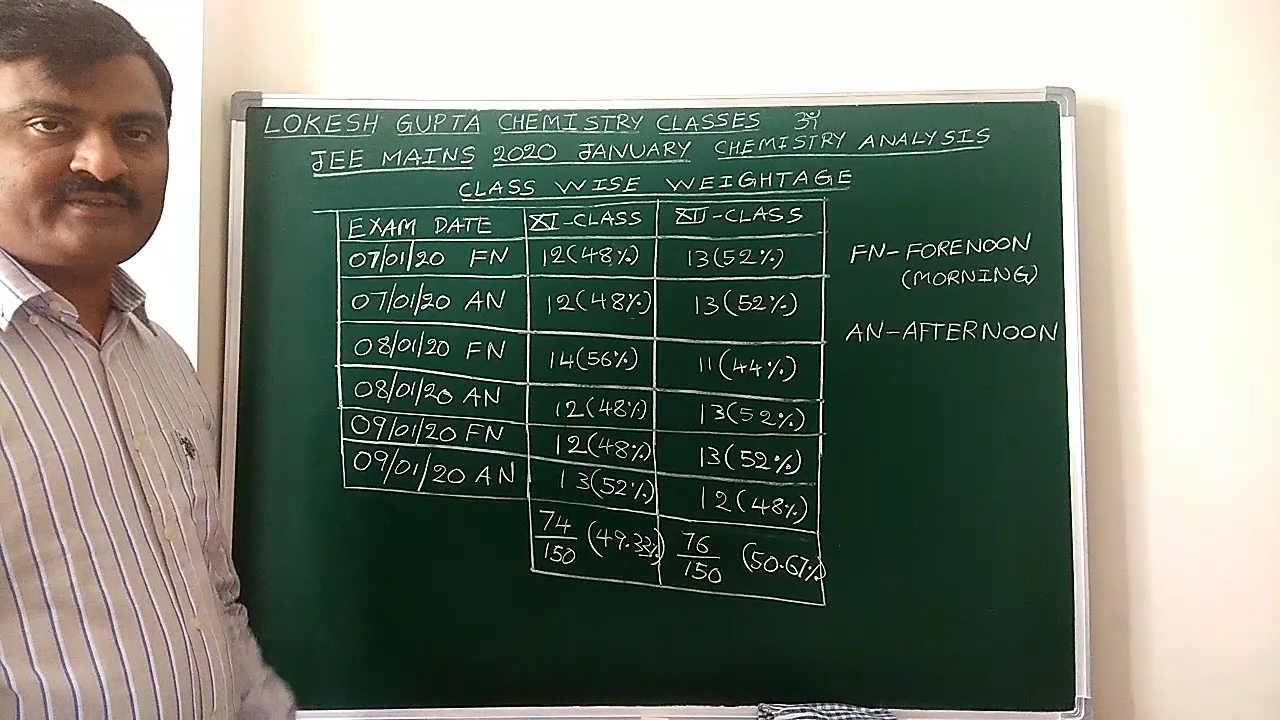 LOKESH GUPTA CHEMISTRY CLASSES ॐ
JEE MAINS 2020 JANUARY CHEMISTRY ANALYSIS
CLASS WISE WEIGHTAGE
EXAM DATE XI-CLASS XII-CLASS
07/01/20 FN 12(48%) 13(52%)
07/01/20 AN 12(48%) 13(52%)
08/01/20 FN 14(56%) 11(44%)
08/01/20 AN 12(48%) 13(52%)
09/01/20 FN 12(48%) 13(52%)
09/01/20 AN 13(52%) 12(48%)
74/150 (49.33%) 76/150 (50.67%)
FN-FORENOON
(MORNING)
AN-AFTERNOON